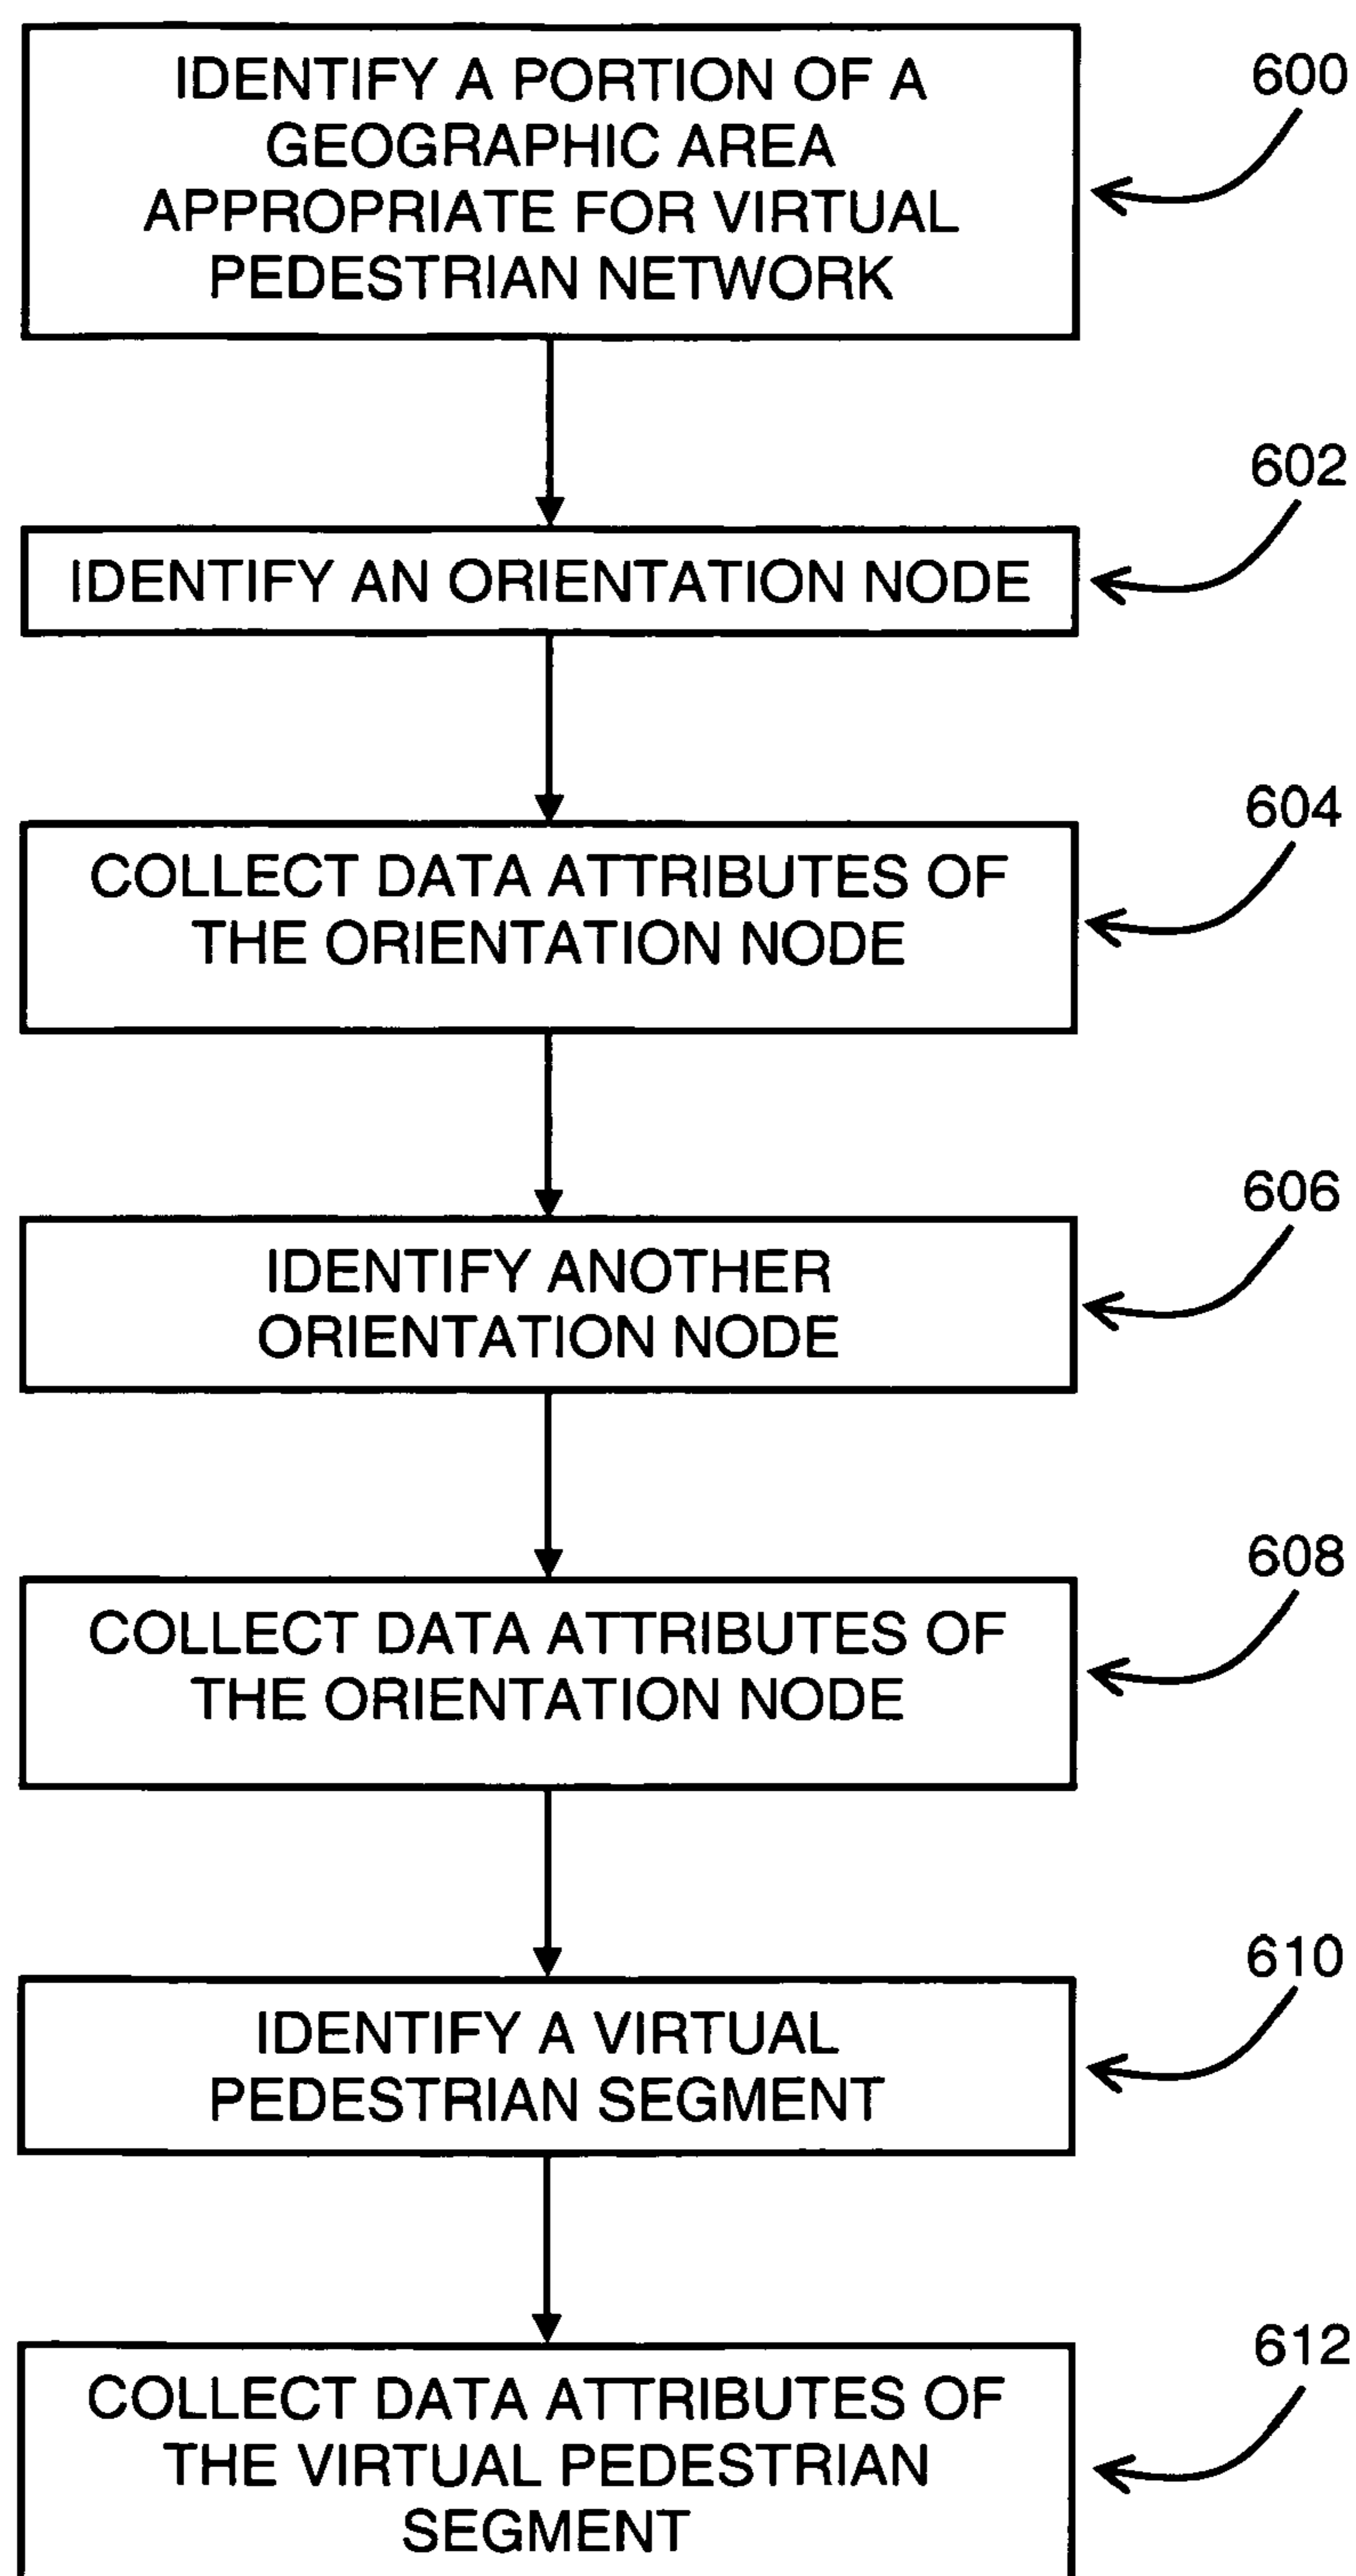 IDENTIFY A PORTION OF A
GEOGRAPHIC AREA
APPROPRIATE FOR VIRTUAL
PEDESTRIAN NETWORK
600
IDENTIFY AN ORIENTATION NODE
602
COLLECT DATA ATTRIBUTES OF
THE ORIENTATION NODE
604
IDENTIFY ANOTHER
ORIENTATION NODE
606
COLLECT DATA ATTRIBUTES OF
THE ORIENTATION NODE
608
IDENTIFY A VIRTUAL
PEDESTRIAN SEGMENT
610
COLLECT DATA ATTRIBUTES OF
THE VIRTUAL PEDESTRIAN
SEGMENT
612